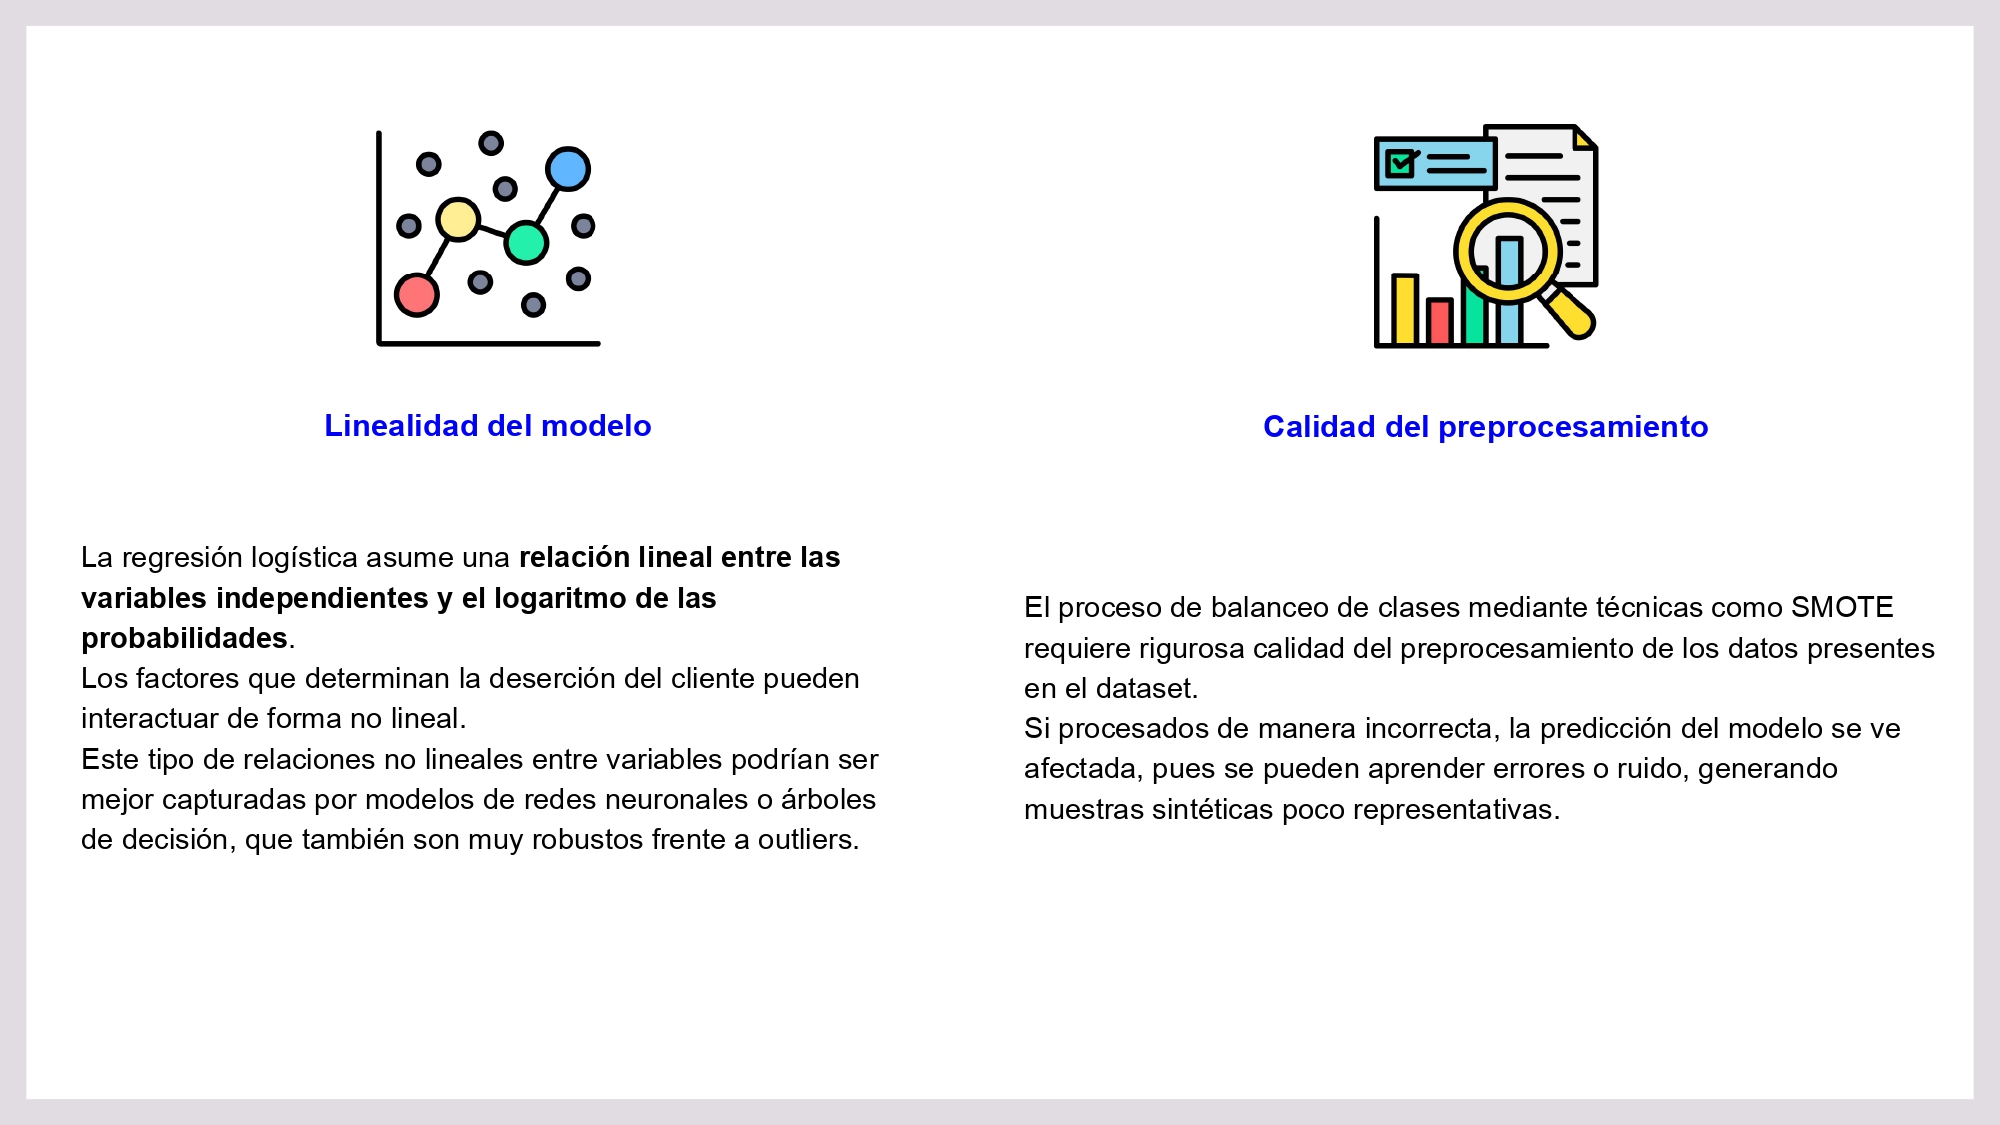 Linealidad del modelo
La regresión logística asume una relación lineal entre las
variables independientes y el logaritmo de las
probabilidades.
Los factores que determinan la deserción del cliente pueden
interactuar de forma no lineal.
Este tipo de relaciones no lineales entre variables podrían ser
mejor capturadas por modelos de redes neuronales o árboles
de decisión, que también son muy robustos frente a outliers.
Calidad del preprocesamiento
El proceso de balanceo de clases mediante técnicas como SMOTE
requiere rigurosa calidad del preprocesamiento de los datos presentes
en el dataset.
Si procesados de manera incorrecta, la predicción del modelo se ve
afectada, pues se pueden aprender errores o ruido, generando
muestras sintéticas poco representativas.